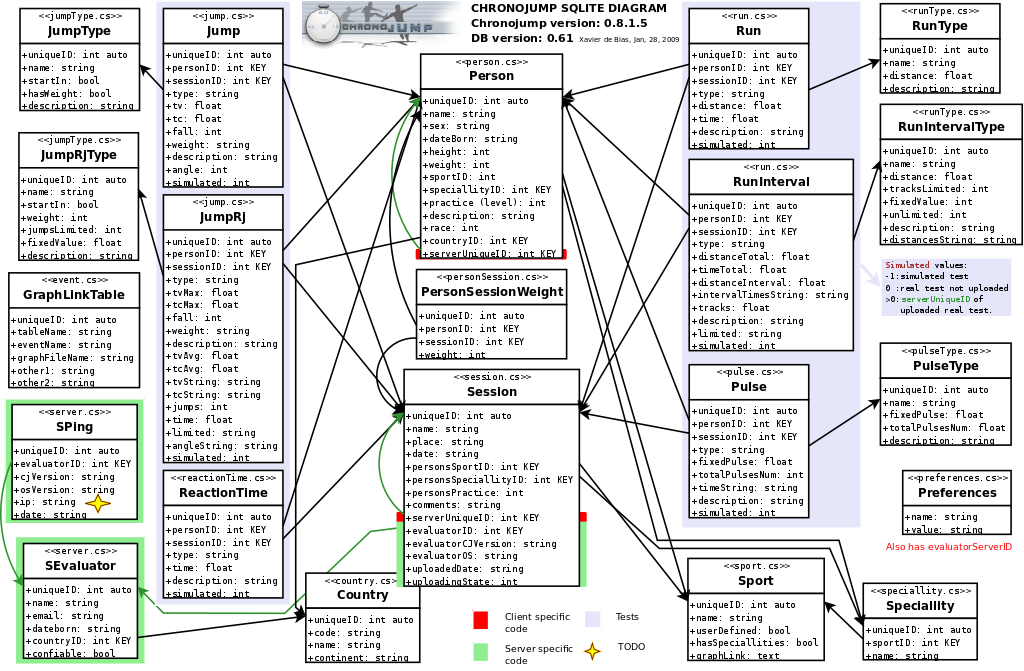 CHRONOJUMP SQLITE DIAGRAM
Chronojump version: 0.8.1.5
DB version: 0.61 Xavier de Blas, Jan, 28, 2009
CHRONOJUMP
<<jumpType.cs>>
JumpType
+uniqueID: int auto
+name: string
+startIn: bool
+hasWeight: bool
+description: string
<<jumpType.cs>>
JumpRjType
+uniqueID: int auto
+name: string
+startIn: bool
+weight: int
+jumpsLimited: int
+fixedValue: float
+description: string
<<event.cs>>
GraphLinkTable
+uniqueID: int auto
+tableName: string
+eventName: string
+graphFileName: string
+other1: string
+other2: string
<<server.cs>>
SPing
+uniqueID: int auto
+evaluatorID: int KEY
+cjVersion: string
+osVersion: string
+ip: string
+date: string
<<server.cs>>
SEvaluator
+uniqueID: int auto
+name: string
+email: string
+dateborn: string
+countryID: int KEY
+confiable: bool
<<jump.cs>>
Jump
+uniqueID: int auto
+personID: int KEY
+sessionID: int KEY
+type: string
+tv: float
+tc: float
+fall: int
+weight: string
+description: string
+angle: int
+simulated: int
<<jump.cs>>
JumpRj
+uniqueID: int auto
+personID: int KEY
+sessionID: int KEY
+type: string
+tvMax: float
+tcMax: float
+fall: int
+weight: string
+description: string
+tvAvg: float
+tcAvg: float
+tvString: string
+tcString: string
+jumps: int
+time: float
+limited: string
+angleString: string
+simulated: int
<<reactionTime.cs>>
ReactionTime
+uniqueID: int auto
+personID: int KEY
+sessionID: int KEY
+type: string
+time: float
+description: string
+simulated: int
<<person.cs>>
Person
+uniqueID: int auto
+name: string
+sex: string
+dateBorn: string
+height: int
+weight: int
+sportID: int
+speciallityID: int KEY
+practice (level): int
+description: string
+race: int
+countryID: int KEY
+serverUniqueID: int KEY
<<personSession.cs>>
PersonSessionWeight
+uniqueID: int auto
+personID: int KEY
+sessionID: int KEY
+weight: int
<<session.cs>>
Session
+uniqueID: int auto
+name: string
+place: string
+date: string
+personsSportID: int KEY
+personsSpeciallityID: int KEY
+personsPractice: int
+comments: string
+serverUniqueID: int KEY
+evaluatorID: int KEY
+evaluatorCJVersion: string
+evaluatorOS: string
+uploadedDate: string
+uploadingState: int
<<country.cs>>
Country
+uniqueID: int auto
+code: string
+name: string
+continent: string
<<run.cs>>
Run
+uniqueID: int auto
+personID: int KEY
+sessionID: int KEY
+type: string
+distance: float
+time: float
+description: string
+simulated: int
<<run.cs>>
RunInterval
+uniqueID: int auto
+personID: int KEY
+sessionID: int KEY
+type: string
+distanceTotal: float
+timeTotal: float
+distanceInterval: float
+intervalTimesString: string
+tracks: float
+description: string
+limited: string
+simulated: int
<<pulse.cs>>
Pulse
+uniqueID: int auto
+personID: int KEY
+sessionID: int KEY
+type: string
+fixedPulse: float
+totalPulsesNum: int
+timeString: string
+description: string
+simulated: int
<<sport.cs>>
Sport
+uniqueID: int auto
+name: string
+userDefined: bool
+hasSpeciallities: bool
+graphLink: text
<<runType.cs>>
RunType
+uniqueID: int auto
+name: string
+distance: float
+description: string
<<runType.cs>>
RunIntervalType
+uniqueID: int auto
+name: string
+distance: float
+tracksLimited: int
+fixedValue: int
+unlimited: int
+description: string
+distancesString: string
Simulated values:
-1:simulated test
0 :real test not uploaded
>0:serverUniqueID of
uploaded real test.
<<pulseType.cs>>
PulseType
+uniqueID: int auto
+name: string
+fixedPulse: float
+totalPulsesNum: float
+description: string
<<preferences.cs>>
Preferences
+name: string
+value: string
Also has evaluatorServerID
<<speciallity.cs>>
Speciallity
+uniqueID: int auto
+sportID: int KEY
+name: string
Client specific
code
Tests
Server specific
code
TODO